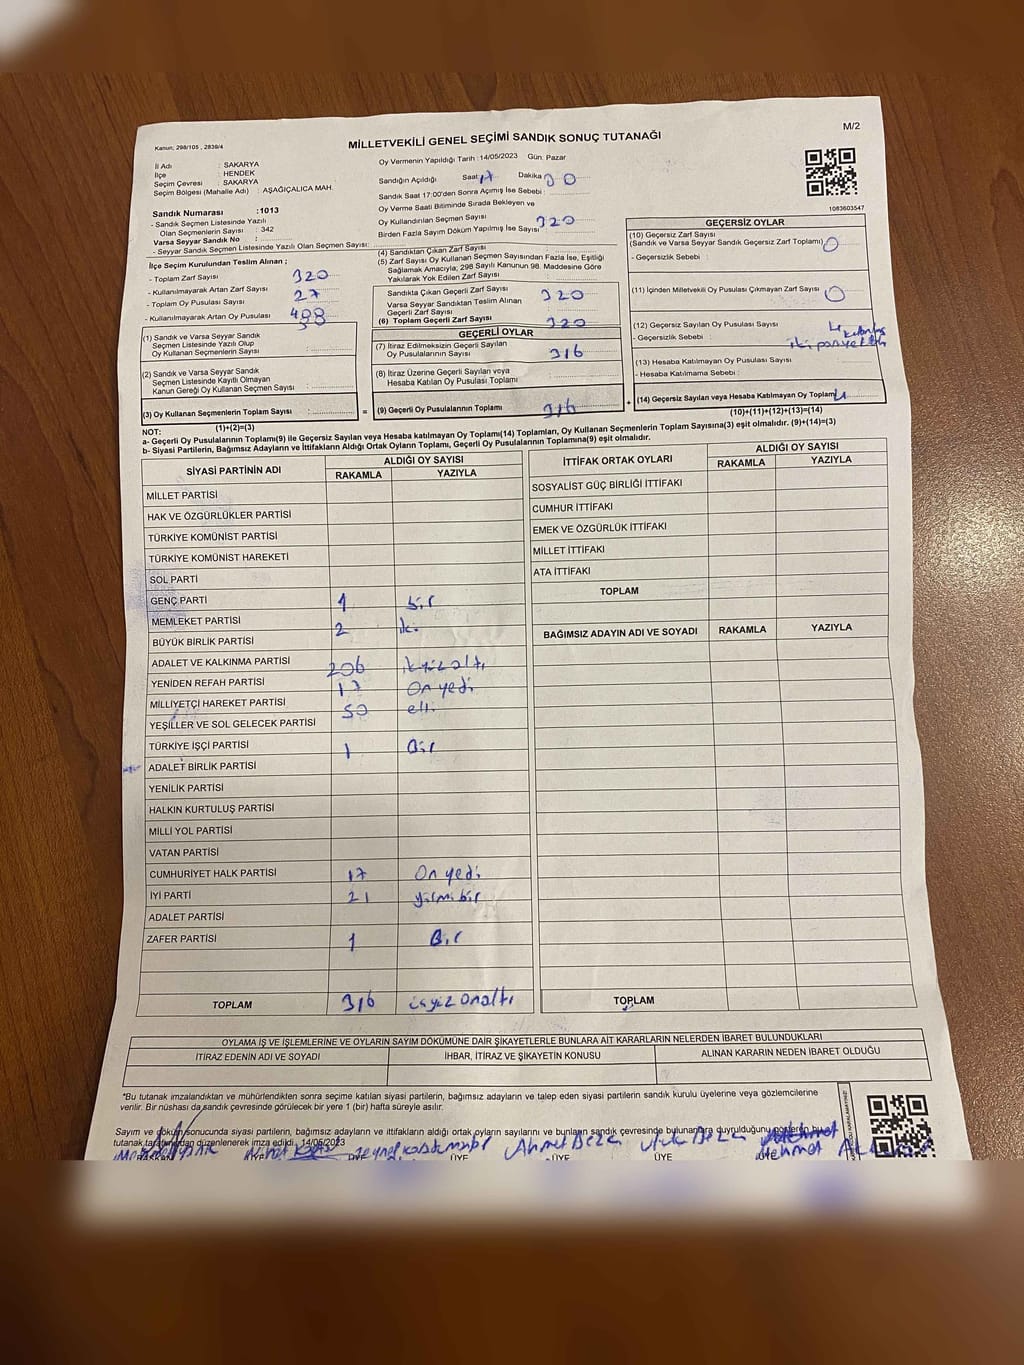 Kanun; 298/105 , 2839/4
MİLLETVEKİLİ GENEL SEÇİMİ SANDIK SONUÇ TUTANAĞI
M/2
İl Adı : SAKARYA
İlçe : HENDEK
Seçim Çevresi : SAKARYA
Seçim Bölgesi (Mahalle Adı) : AŞAĞIÇALICA MAH.
Sandık Numarası :1013
- Sandık Seçmen Listesinde Yazılı
Olan Seçmenlerin Sayısı : 342
Varsa Seyyar Sandık No :
- Seyyar Sandık Seçmen Listesinde Yazılı Olan Seçmen Sayısı:
İlçe Seçim Kurulundan Teslim Alınan ;
- Toplam Zarf Sayısı 320
- Kullanılmayarak Artan Zarf Sayısı 27
- Toplam Oy Pusulası Sayısı
- Kullanılmayarak Artan Oy Pusulası
(1) Sandık ve Varsa Seyyar Sandık
Seçmen Listesinde Yazılı Olup
Oy Kullanan Seçmenlerin Sayısı :
(2) Sandık ve Varsa Seyyar Sandık
Seçmen Listesinde Kayıtlı Olmayan
Kanun Gereği Oy Kullanan Seçmen Sayısı :
(3) Oy Kullanan Seçmenlerin Toplam Sayısı :
(1)+(2)=(3)
Oy Vermenin Yapıldığı Tarih :14/05/2023 Gün: Pazar
Sandığın Açıldığı Saat 17 Dakika 30
Sandık Saat 17:00'den Sonra Açılmış İse Sebebi :
Oy Verme Saati Bitiminde Sırada Bekleyen ve
Oy Kullandırılan Seçmen Sayısı 320
Birden Fazla Sayım Döküm Yapılmış İse Sayısı
(4) Sandıktan Çıkan Zarf Sayısı
(5) Zarf Sayısı Oy Kullanan Seçmen Sayısından Fazla İse, Eşitliği
Sağlamak Amacıyla; 298 Sayılı Kanunun 98. Maddesine Göre
Yakılarak Yok Edilen Zarf Sayısı
Sandıkta Çıkan Geçerli Zarf Sayısı 320
Varsa Seyyar Sandıktan Teslim Alınan
Geçerli Zarf Sayısı
(6) Toplam Geçerli Zarf Sayısı 320
GEÇERLİ OYLAR
(7) İtiraz Edilmeksizin Geçerli Sayılan
Oy Pusulalarının Sayısı 316
(8) İtiraz Üzerine Geçerli Sayılan veya
Hesaba Katılan Oy Pusulası Toplamı
= (9) Geçerli Oy Pusulalarının Toplamı 316 +
1083603547
GEÇERSİZ OYLAR
(10) Geçersiz Zarf Sayısı
(Sandık ve Varsa Seyyar Sandık Geçersiz Zarf Toplamı) 0
- Geçersizlik Sebebi :
(11) İçinden Milletvekili Oy Pusulası Çıkmayan Zarf Sayısı 0
(12) Geçersiz Sayılan Oy Pusulası Sayısı 4
- Geçersizlik Sebebi :
(13) Hesaba Katılmayan Oy Pusulası Sayısı
- Hesaba Katılmama Sebebi :
(14) Geçersiz Sayılan veya Hesaba Katılmayan Oy Toplamı 4
(10)+(11)+(12)+(13)=(14)
NOT:
a- Geçerli Oy Pusulalarının Toplamı(9) ile Geçersiz Sayılan veya Hesaba katılmayan Oy Toplamı(14) Toplamları, Oy Kullanan Seçmenlerin Toplam Sayısına(3) eşit olmalıdır. (9)+(14)=(3)
b- Siyasi Partilerin, Bağımsız Adayların ve İttifakların Aldığı Ortak Oyların Toplamı, Geçerli Oy Pusulalarının Toplamına(9) eşit olmalıdır.
SİYASİ PARTİNİN ADI ALDIĞI OY SAYISI
RAKAMLA YAZIYLA
MİLLET PARTİSİ
HAK VE ÖZGÜRLÜKLER PARTİSİ
TÜRKİYE KOMÜNİST PARTİSİ
TÜRKİYE KOMÜNİST HAREKETİ
SOL PARTİ
GENÇ PARTİ 1 bir
MEMLEKET PARTİSİ 2 iki
BÜYÜK BİRLİK PARTİSİ
ADALET VE KALKINMA PARTİSİ 206 ikiyüzaltı
YENİDEN REFAH PARTİSİ 17 Onyedi
MİLLİYETÇİ HAREKET PARTİSİ 50 elli
YEŞİLLER VE SOL GELECEK PARTİSİ
TÜRKİYE İŞÇİ PARTİSİ 1 Bir
ADALET BİRLİK PARTİSİ
YENİLİK PARTİSİ
HALKIN KURTULUŞ PARTİSİ
MİLLİ YOL PARTİSİ
VATAN PARTİSİ
CUMHURİYET HALK PARTİSİ 17 Onyedi
İYİ PARTİ 21 yirmibir
ADALET PARTİSİ
ZAFER PARTİSİ 1 Bir
TOPLAM 316 üçyüz Onaltı
İTTİFAK ORTAK OYLARI ALDIĞI OY SAYISI
RAKAMLA YAZIYLA
SOSYALİST GÜÇ BİRLİĞİ İTTİFAKI
CUMHUR İTTİFAKI
EMEK VE ÖZGÜRLÜK İTTİFAKI
MİLLET İTTİFAKI
ATA İTTİFAKI
TOPLAM
BAĞIMSIZ ADAYIN ADI VE SOYADI RAKAMLA YAZIYLA
TOPLAM
OYLAMA İŞ VE İŞLEMLERİNE VE OYLARIN SAYIM DÖKÜMÜNE DAİR ŞİKAYETLERLE BUNLARA AİT KARARLARIN NELERDEN İBARET BULUNDUKLARI
İTİRAZ EDENİN ADI VE SOYADI İHBAR, İTİRAZ VE ŞİKAYETİN KONUSU ALINAN KARARIN NEDEN İBARET OLDUĞU
*Bu tutanak imzalandıktan ve mühürlendikten sonra seçime katılan siyasi partilerin, bağımsız adayların ve talep eden siyasi partilerin sandık kurulu üyelerine veya gözlemcilerine
verilir. Bir nüshası da sandık çevresinde görülecek bir yere 1 (bir) hafta süreyle asılır.
Sayım ve döküm sonucunda siyasi partilerin, bağımsız adayların ve ittifakların aldığı ortak oyların sayılarını ve bunların sandık çevresinde bulunanlara duyurulduğunu gösteren bu
tutanak tarafımızdan düzenlenerek imza edildi. 14/05/2023
Ahmet Mehmet
BAŞKAN ÜYE ÜYE ÜYE ÜYE ÜYE